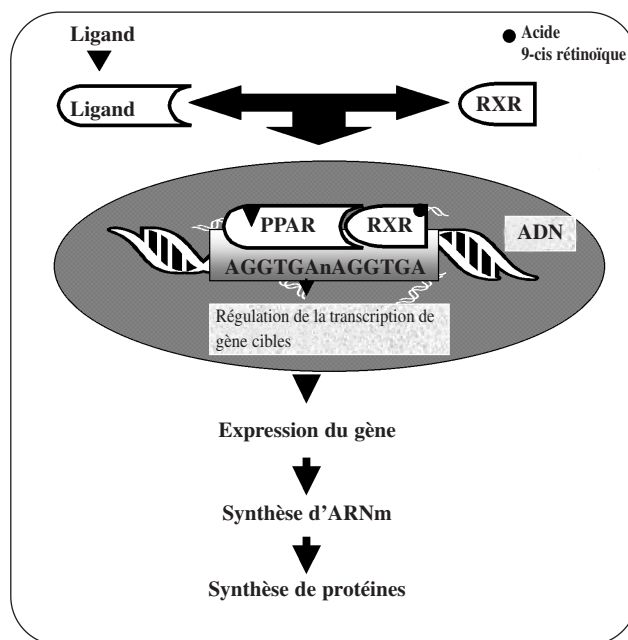 Ligand
Acide
9-cis rétinoïque
Ligand
RXR
PPAR
RXR
ADN
AGGTGAnAGGTGA
Régulation de la transcription de
gène cibles
Expression du gène
Synthèse d'ARNm
Synthèse de protéines